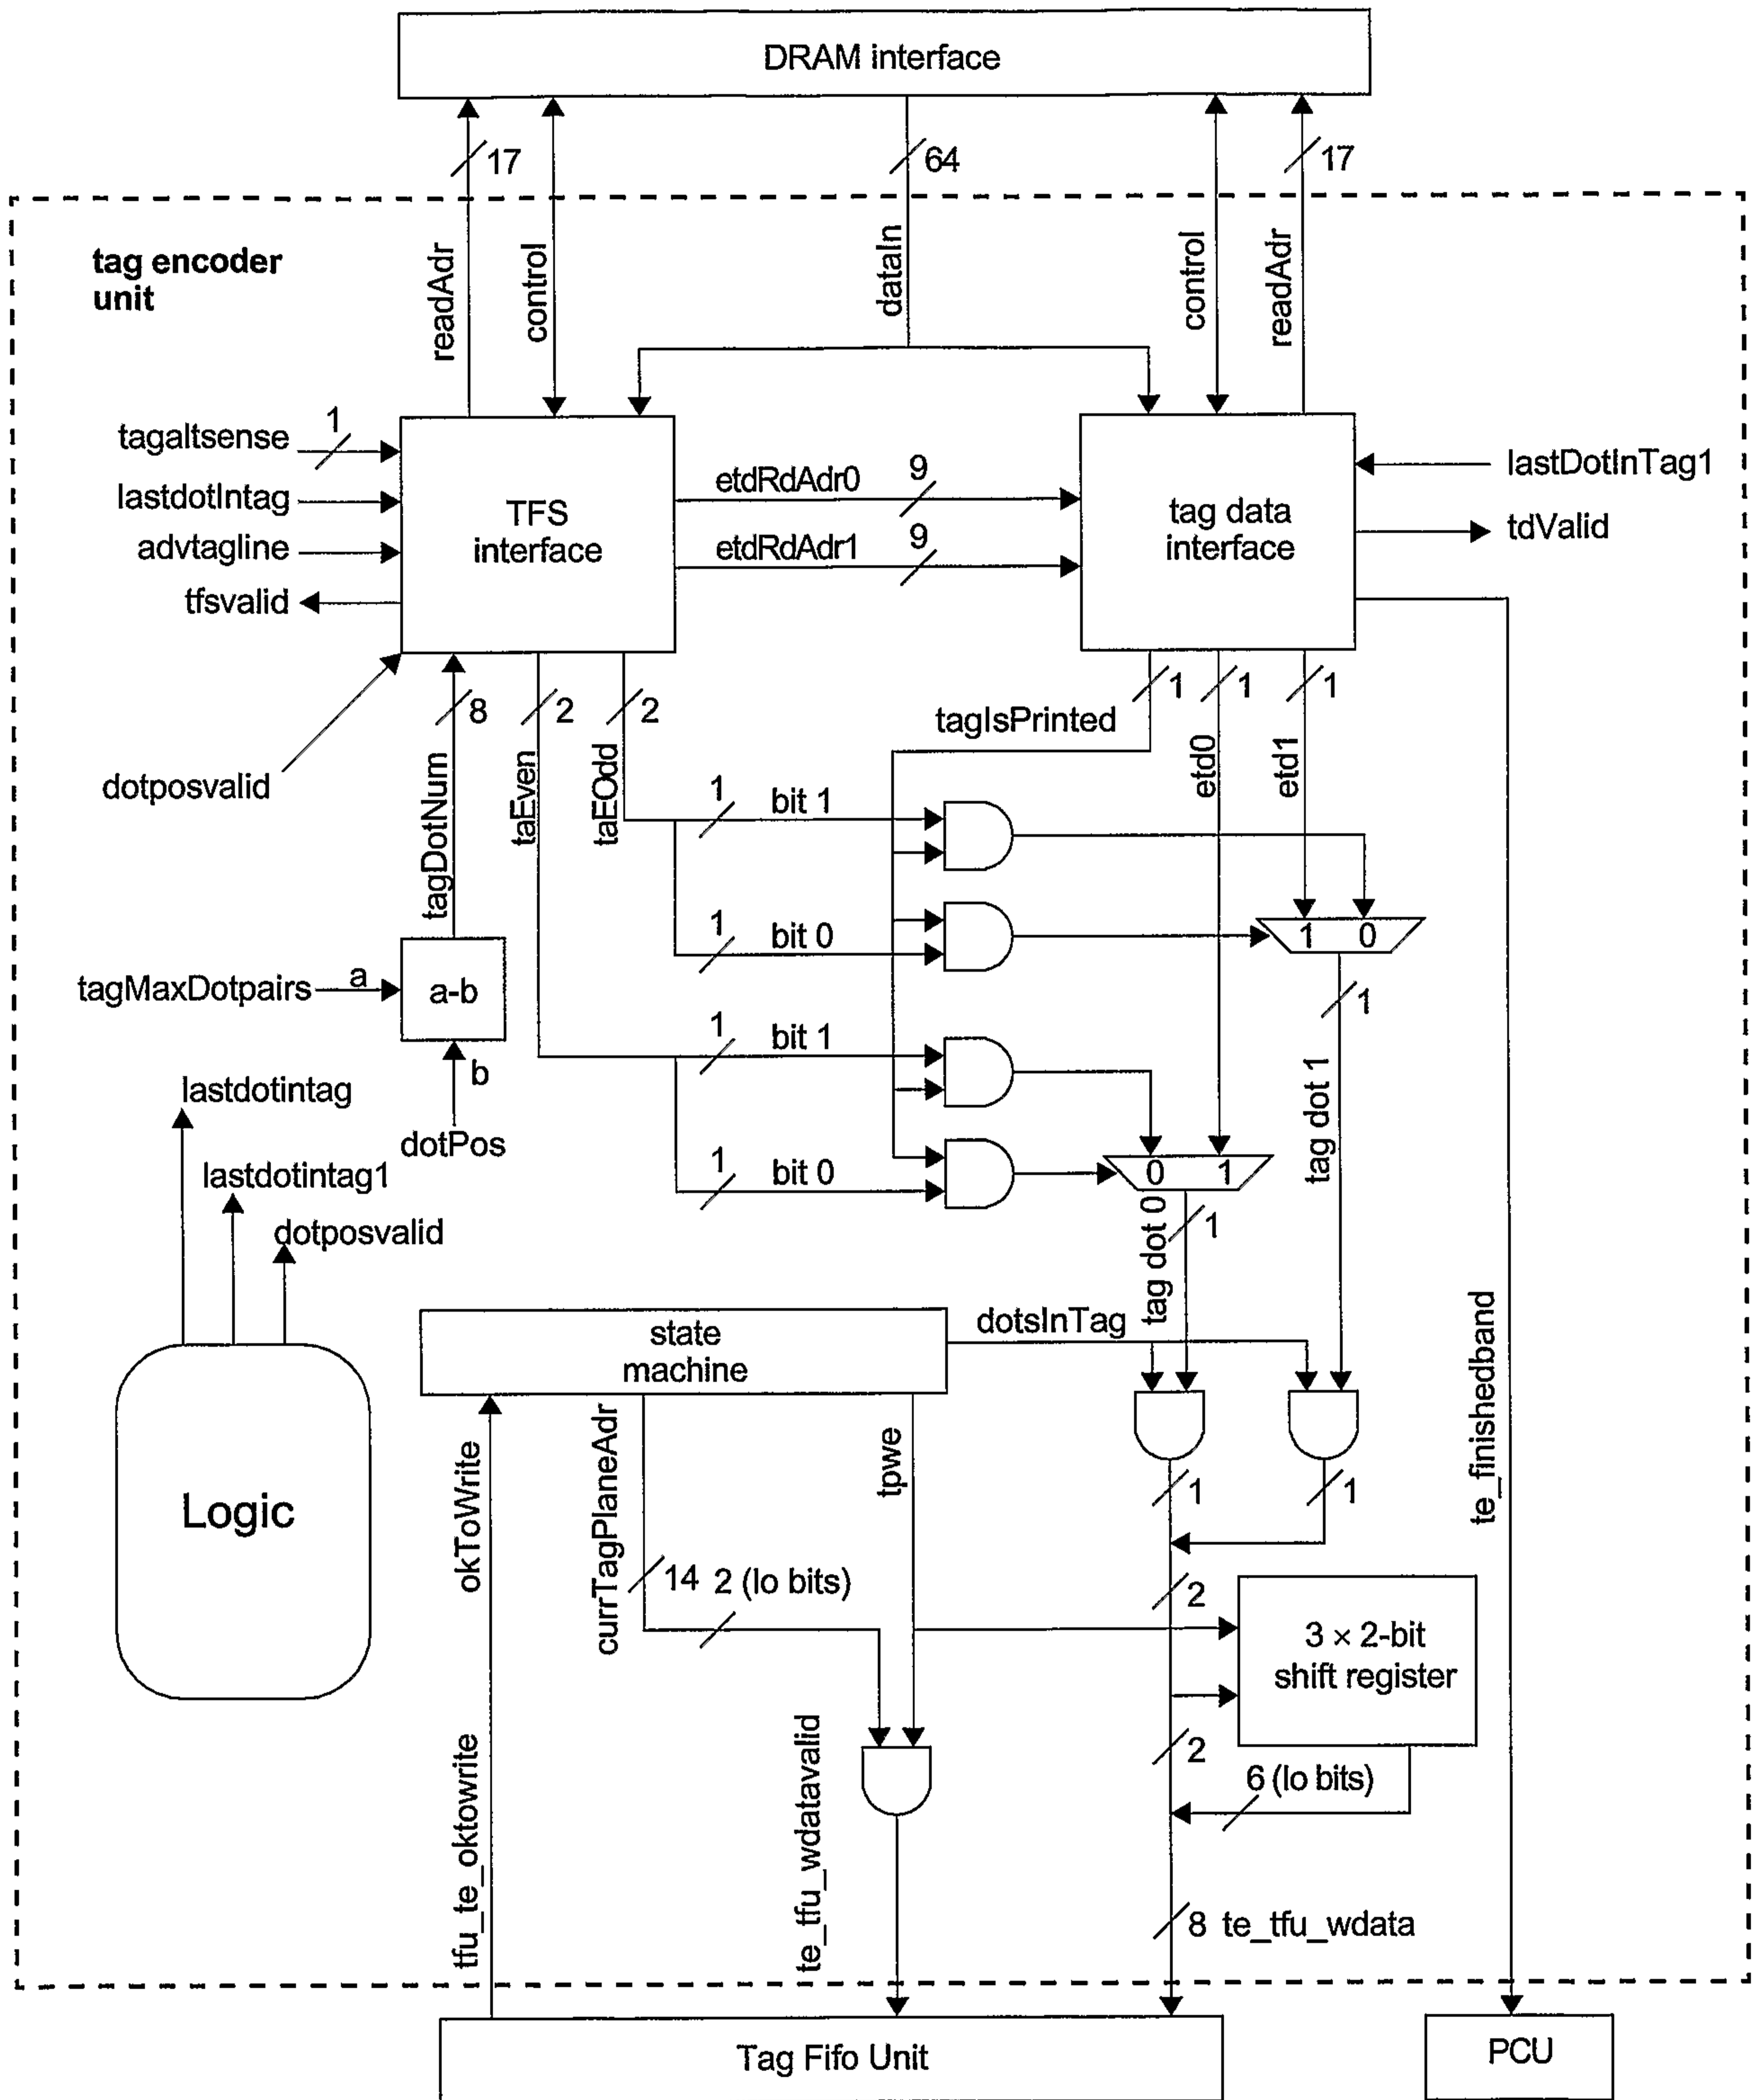 DRAM interface
17
64
17
tag encoder
unit
readAdr
control
dataIn
control
readAdr
tagaltsense
1
lastdotIntag
advtagline
tfsvalid
TFS
interface
etdRdAdr0
9
etdRdAdr1
9
tag data
interface
lastDotInTag1
tdValid
dotposvalid
8
2
2
tagDotNum
taEven
taEOdd
1
1
1
tagIsPrinted
etd0
etd1
1
bit 1
1
bit 0
1 0
1
tag dot 1
tagMaxDotpairs
a
a-b
b
dotPos
1
bit 1
1
bit 0
0 1
1
tag dot 0
lastdotintag
lastdotintag1
dotposvalid
Logic
state
machine
dotsInTag
okToWrite
currTagPlaneAdr
tpwe
1
1
te_finishedband
14
2 (lo bits)
2
3 × 2-bit
shift register
2
6 (lo bits)
tfu_te_oktowrite
te_tfu_wdatavalid
8
te_tfu_wdata
Tag Fifo Unit
PCU